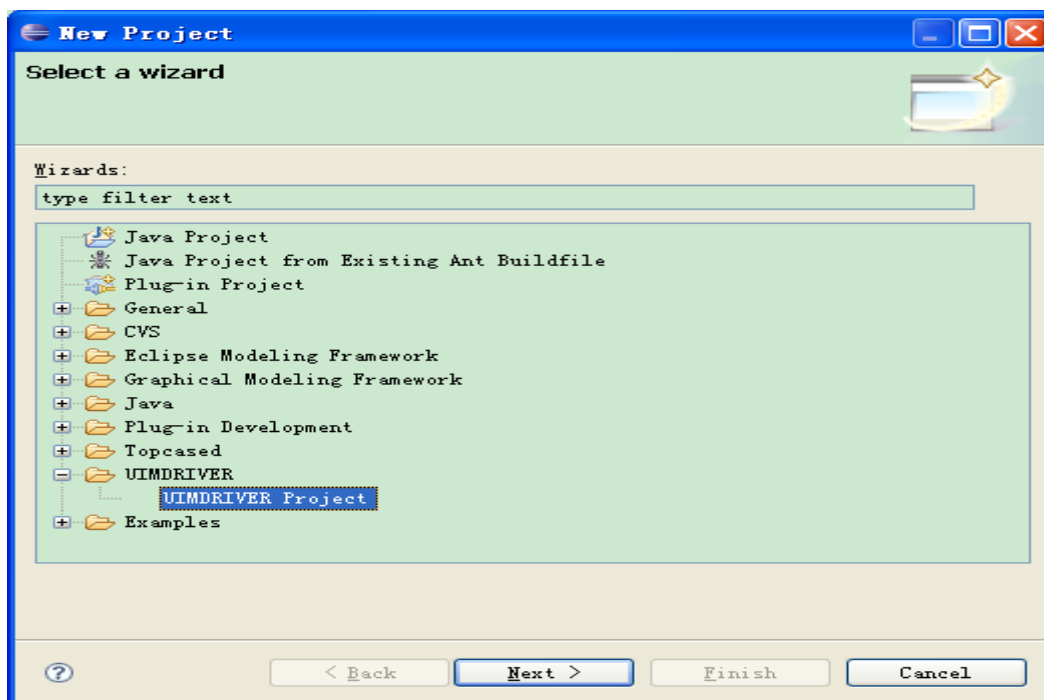 New Project
Select a wizard
Wizards:
type filter text
Java Project
Java Project from Existing Ant Buildfile
Plug-in Project
General
CVS
Eclipse Modeling Framework
Graphical Modeling Framework
Java
Plug-in Development
Topcased
UIMDRIVER
UIMDRIVER Project
Examples
? < Back Next > Finish Cancel